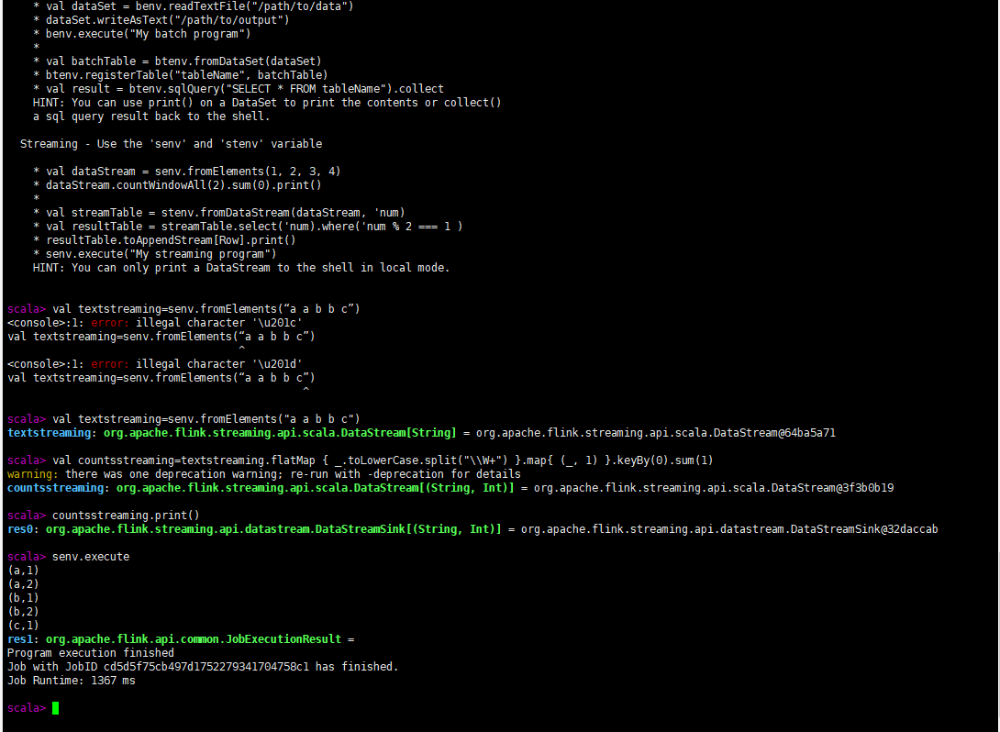 * val dataSet = benv.readTextFile("/path/to/data")
* dataSet.writeAsText("/path/to/output")
* benv.execute("My batch program")
*
* val batchTable = btenv.fromDataSet(dataSet)
* btenv.registerTable("tableName", batchTable)
* val result = btenv.sqlQuery("SELECT * FROM tableName").collect
HINT: You can use print() on a DataSet to print the contents or collect()
a sql query result back to the shell.
Streaming - Use the 'senv' and 'stenv' variable
* val dataStream = senv.fromElements(1, 2, 3, 4)
* dataStream.countWindowAll(2).sum(0).print()
*
* val streamTable = stenv.fromDataStream(dataStream, 'num)
* val resultTable = streamTable.select('num).where('num % 2 === 1 )
* resultTable.toAppendStream[Row].print()
* senv.execute("My streaming program")
HINT: You can only print a DataStream to the shell in local mode.
scala> val textstreaming=senv.fromElements(“a a b b c”)
<console>:1: error: illegal character '\u201c'
val textstreaming=senv.fromElements(“a a b b c”)
^
<console>:1: error: illegal character '\u201d'
val textstreaming=senv.fromElements(“a a b b c”)
^
scala> val textstreaming=senv.fromElements("a a b b c")
textstreaming: org.apache.flink.streaming.api.scala.DataStream[String] = org.apache.flink.streaming.api.scala.DataStream@64ba5a71
scala> val countsstreaming=textstreaming.flatMap { _.toLowerCase.split("\\W+") }.map{ (_, 1) }.keyBy(0).sum(1)
warning: there was one deprecation warning; re-run with -deprecation for details
countsstreaming: org.apache.flink.streaming.api.scala.DataStream[(String, Int)] = org.apache.flink.streaming.api.scala.DataStream@3f3b0b19
scala> countsstreaming.print()
res0: org.apache.flink.streaming.api.datastream.DataStreamSink[(String, Int)] = org.apache.flink.streaming.api.datastream.DataStreamSink@32daccab
scala> senv.execute
(a,1)
(a,2)
(b,1)
(b,2)
(c,1)
res1: org.apache.flink.api.common.JobExecutionResult =
Program execution finished
Job with JobID cd5d5f75cb497d1752279341704758c1 has finished.
Job Runtime: 1367 ms
scala>